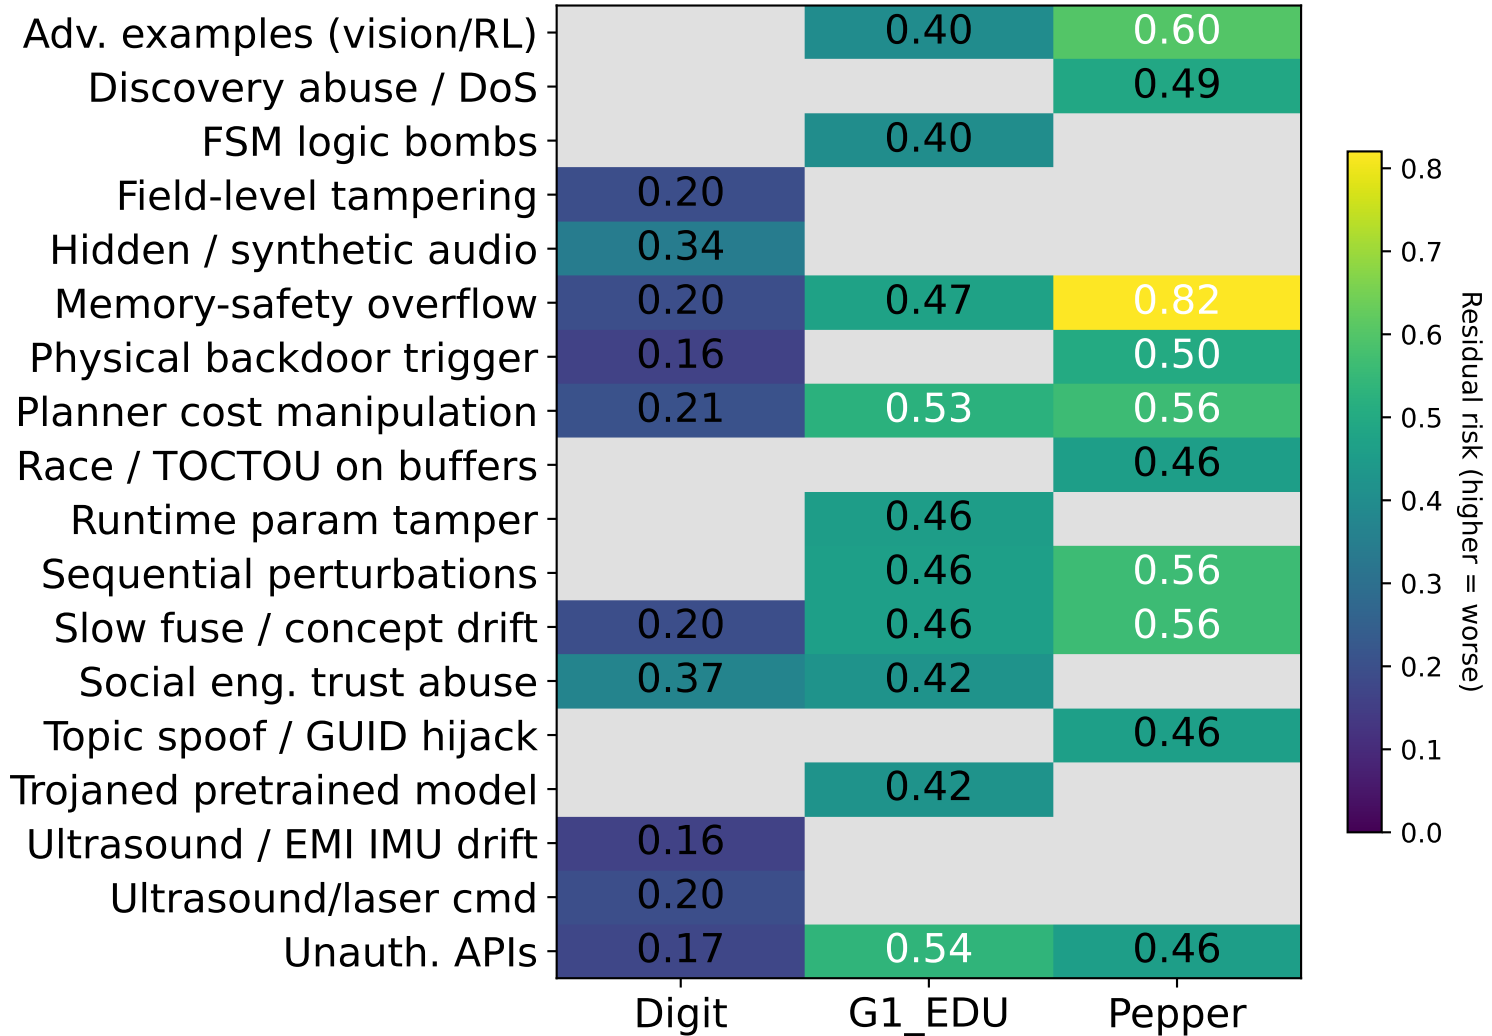 Adv. examples (vision/RL) 0.40 0.60
Discovery abuse / DoS 0.49
FSM logic bombs 0.40
Field-level tampering 0.20
Hidden / synthetic audio 0.34
Memory-safety overflow 0.20 0.47 0.82
Physical backdoor trigger 0.16 0.50
Planner cost manipulation 0.21 0.53 0.56
Race / TOCTOU on buffers 0.46
Runtime param tamper 0.46
Sequential perturbations 0.46 0.56
Slow fuse / concept drift 0.20 0.46 0.56
Social eng. trust abuse 0.37 0.42
Topic spoof / GUID hijack 0.46
Trojaned pretrained model 0.42
Ultrasound / EMI IMU drift 0.16
Ultrasound/laser cmd 0.20
Unauth. APIs 0.17 0.54 0.46
Digit G1_EDU Pepper
0.8
0.7
0.6
0.5
0.4
0.3
0.2
0.1
0.0
Residual risk (higher = worse)